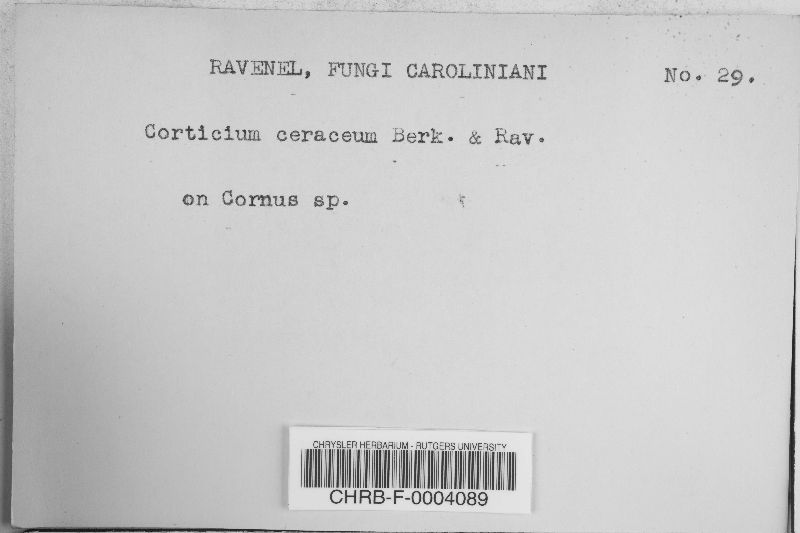 RAVENEL, FUNGI CAROLINIANI No. 29.
Corticium ceraceum Berk. & Rav.
on Cornus sp.
CHRYSLER HERBARIUM - RUTGERS UNIVERSITY
CHRB-F-0004089